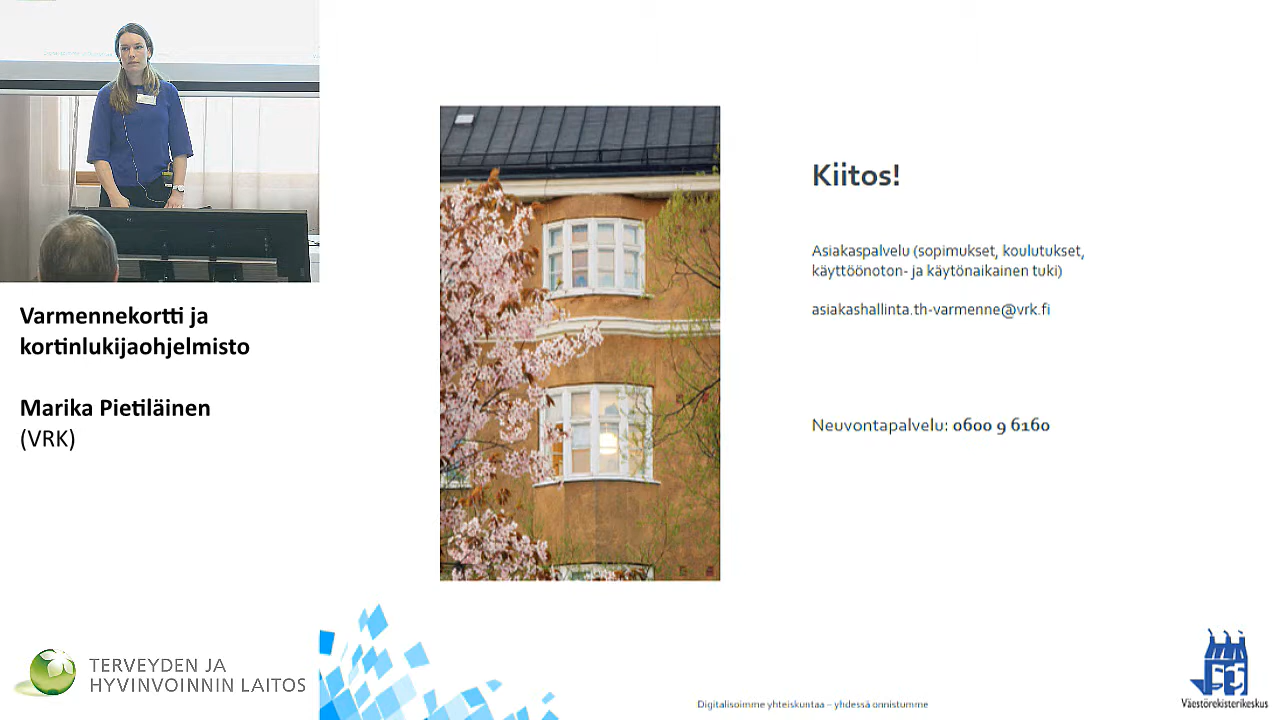 Varmennekortti ja
kortinlukijaohjelmisto
Marika Pietiläinen
(VRK)
TERVEYDEN JA
HYVINVOINNIN LAITOS
Kiitos!
Asiakaspalvelu (sopimukset, koulutukset,
käyttöönoton- ja käytönaikainen tuki)
asiakashallinta.th-varmenne@vrk.fi
Neuvontapalvelu: 0600 9 6160
Digitalisoimme yhteiskuntaa – yhdessä onnistumme
Väestörekisterikeskus